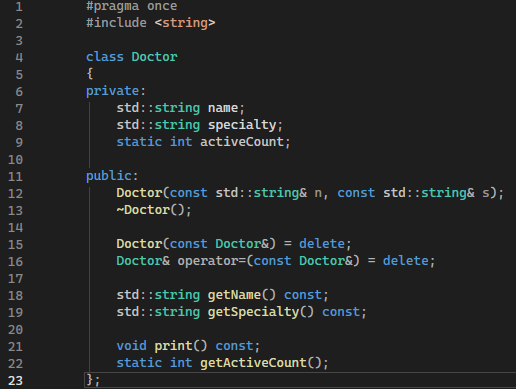 1 #pragma once
2 #include <string>
3
4 class Doctor
5 {
6 private:
7     std::string name;
8     std::string specialty;
9     static int activeCount;
10
11 public:
12     Doctor(const std::string& n, const std::string& s);
13     ~Doctor();
14
15     Doctor(const Doctor&) = delete;
16     Doctor& operator=(const Doctor&) = delete;
17
18     std::string getName() const;
19     std::string getSpecialty() const;
20
21     void print() const;
22     static int getActiveCount();
23 };